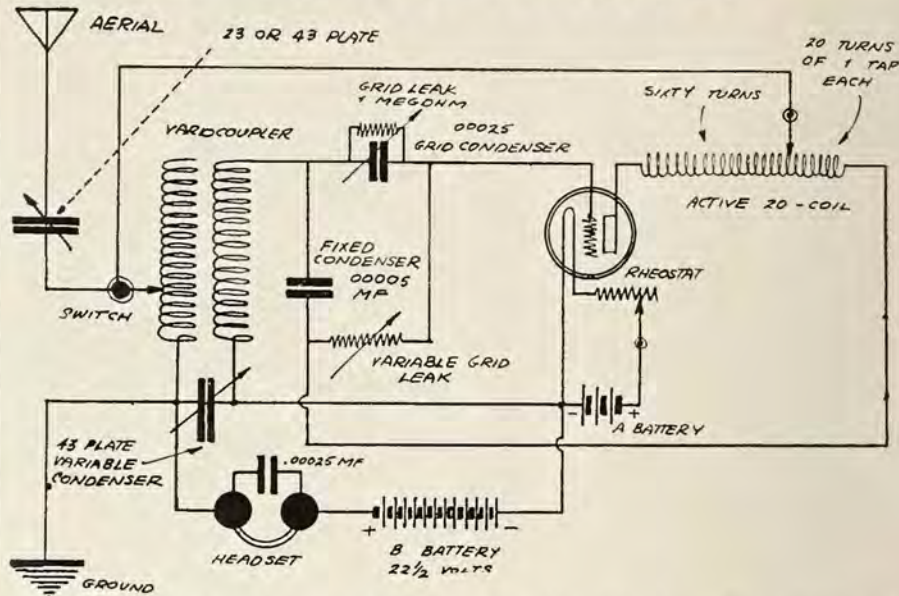 AERIAL
23 OR 43 PLATE
20 TURNS
OF 1 TAP
EACH
GRID LEAK
1 MEGOHM
SIXTY TURNS
VARIOCOUPLER
00025
GRID CONDENSER
ACTIVE 20 - COIL
FIXED
CONDENSER
00005
MF
RHEOSTAT
SWITCH
VARIABLE GRID
LEAK
- +
A BATTERY
43 PLATE
VARIABLE
CONDENSER
.00025 MF
+ -
HEADSET
B BATTERY
22 1/2 VOLTS
GROUND